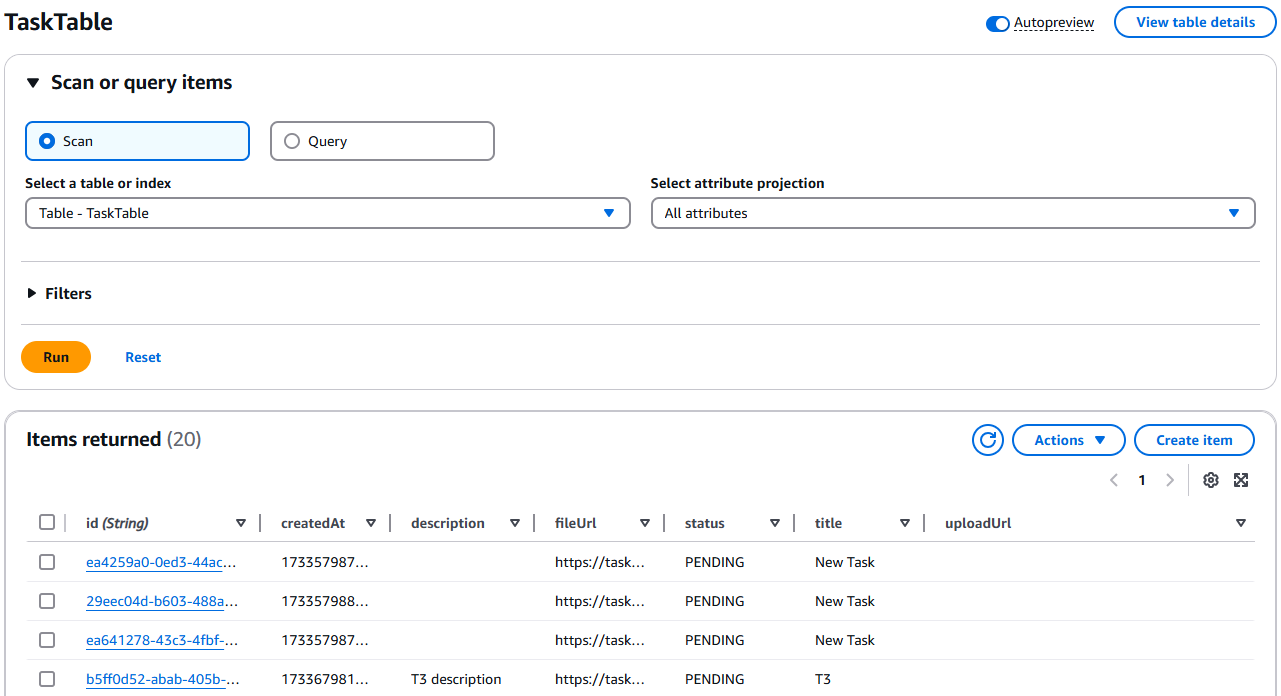 TaskTable
Autopreview
View table details
Scan or query items
Scan
Query
Select a table or index
Select attribute projection
Table - TaskTable
All attributes
Filters
Run
Reset
Items returned (20)
Actions
Create item
1
id (String) createdAt description fileUrl status title uploadUrl
ea4259a0-0ed3-44ac... 173357987... https://task... PENDING New Task
29eec04d-b603-488a... 173357988... https://task... PENDING New Task
ea641278-43c3-4fbf-... 173357987... https://task... PENDING New Task
b5ff0d52-abab-405b-... 173367981... T3 description https://task... PENDING T3